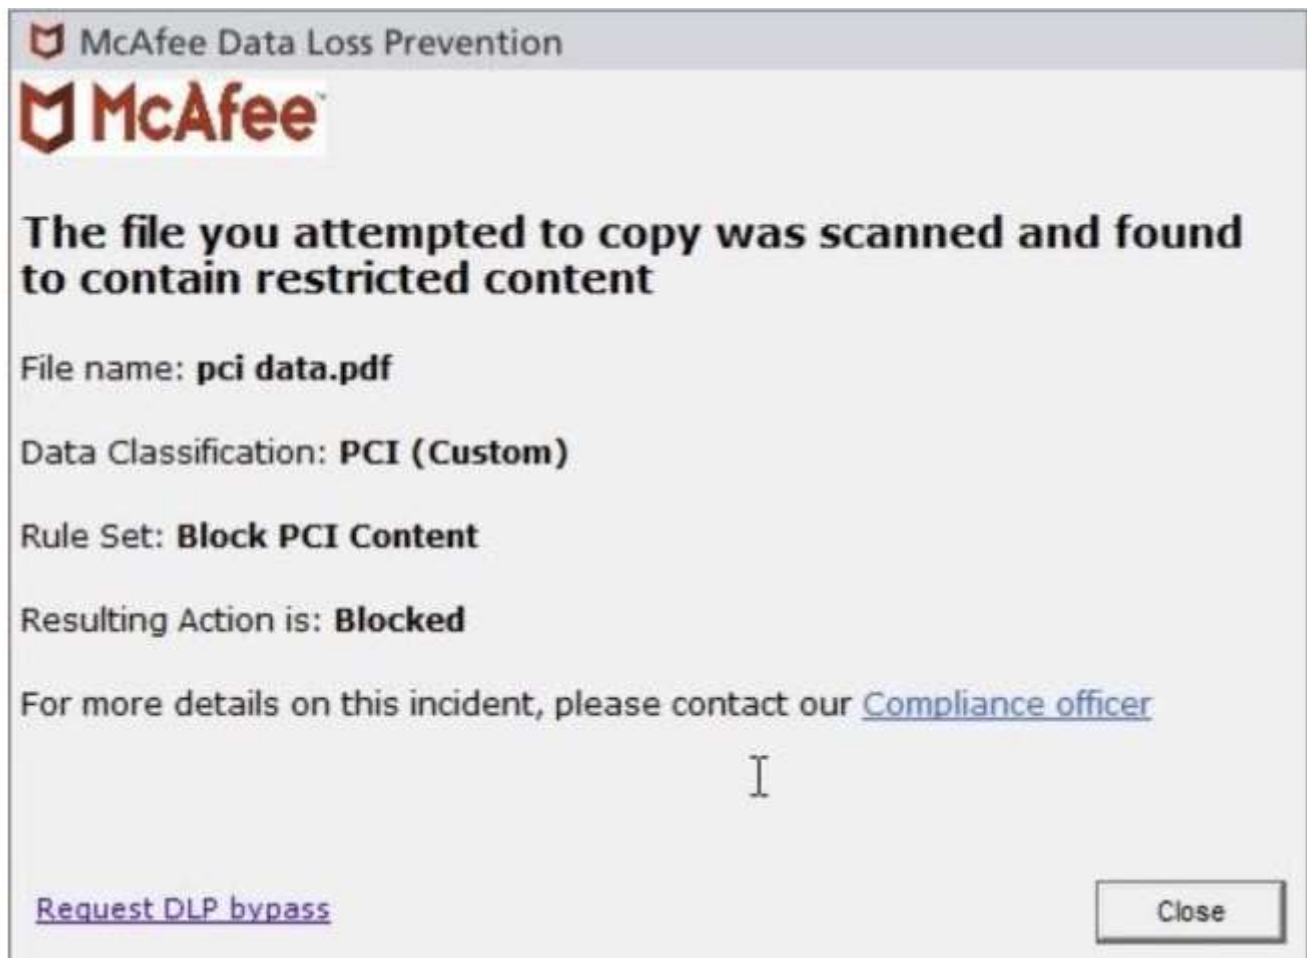 McAfee Data Loss Prevention
McAfee™
The file you attempted to copy was scanned and found
to contain restricted content
File name: pci data.pdf
Data Classification: PCI (Custom)
Rule Set: Block PCI Content
Resulting Action is: Blocked
For more details on this incident, please contact our Compliance officer
Request DLP bypass
Close